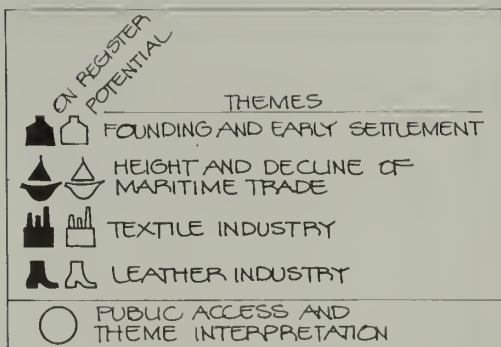 ON REGISTER
POTENTIAL
THEMES
FOUNDING AND EARLY SETTLEMENT
HEIGHT AND DECLINE OF
MARITIME TRADE
TEXTILE INDUSTRY
LEATHER INDUSTRY
PUBLIC ACCESS AND
THEME INTERPRETATION